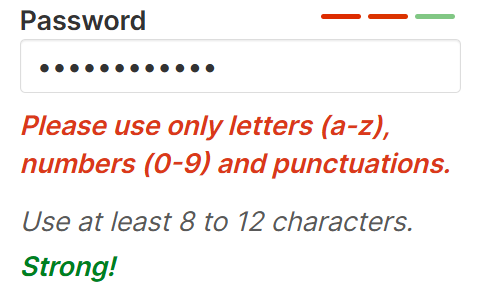 Password
••••••••••••
Please use only letters (a-z),
numbers (0-9) and punctuations.
Use at least 8 to 12 characters.
Strong!